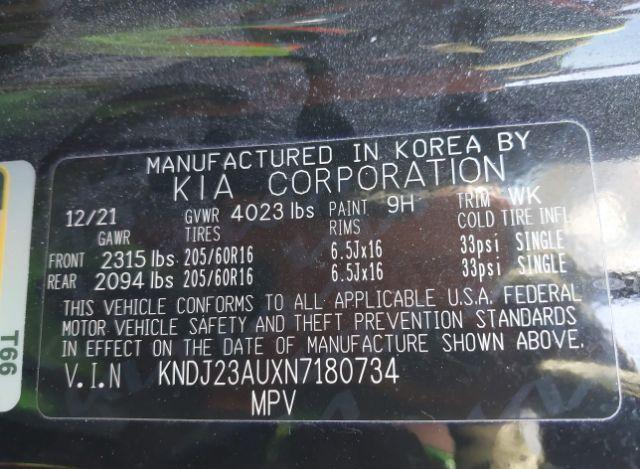 MANUFACTURED IN KOREA BY
KIA CORPORATION
12/21 GVWR 4023 lbs PAINT 9H TRIM WK
GAWR TIRES RIMS COLD TIRE INFL
FRONT 2315 lbs 205/60R16 6.5Jx16 33psi SINGLE
REAR 2094 lbs 205/60R16 6.5Jx16 33psi SINGLE
THIS VEHICLE CONFORMS TO ALL APPLICABLE U.S.A. FEDERAL
MOTOR VEHICLE SAFETY AND THEFT PREVENTION STANDARDS
IN EFFECT ON THE DATE OF MANUFACTURE SHOWN ABOVE.
V.I.N KNDJ23AUXN7180734
MPV
T66